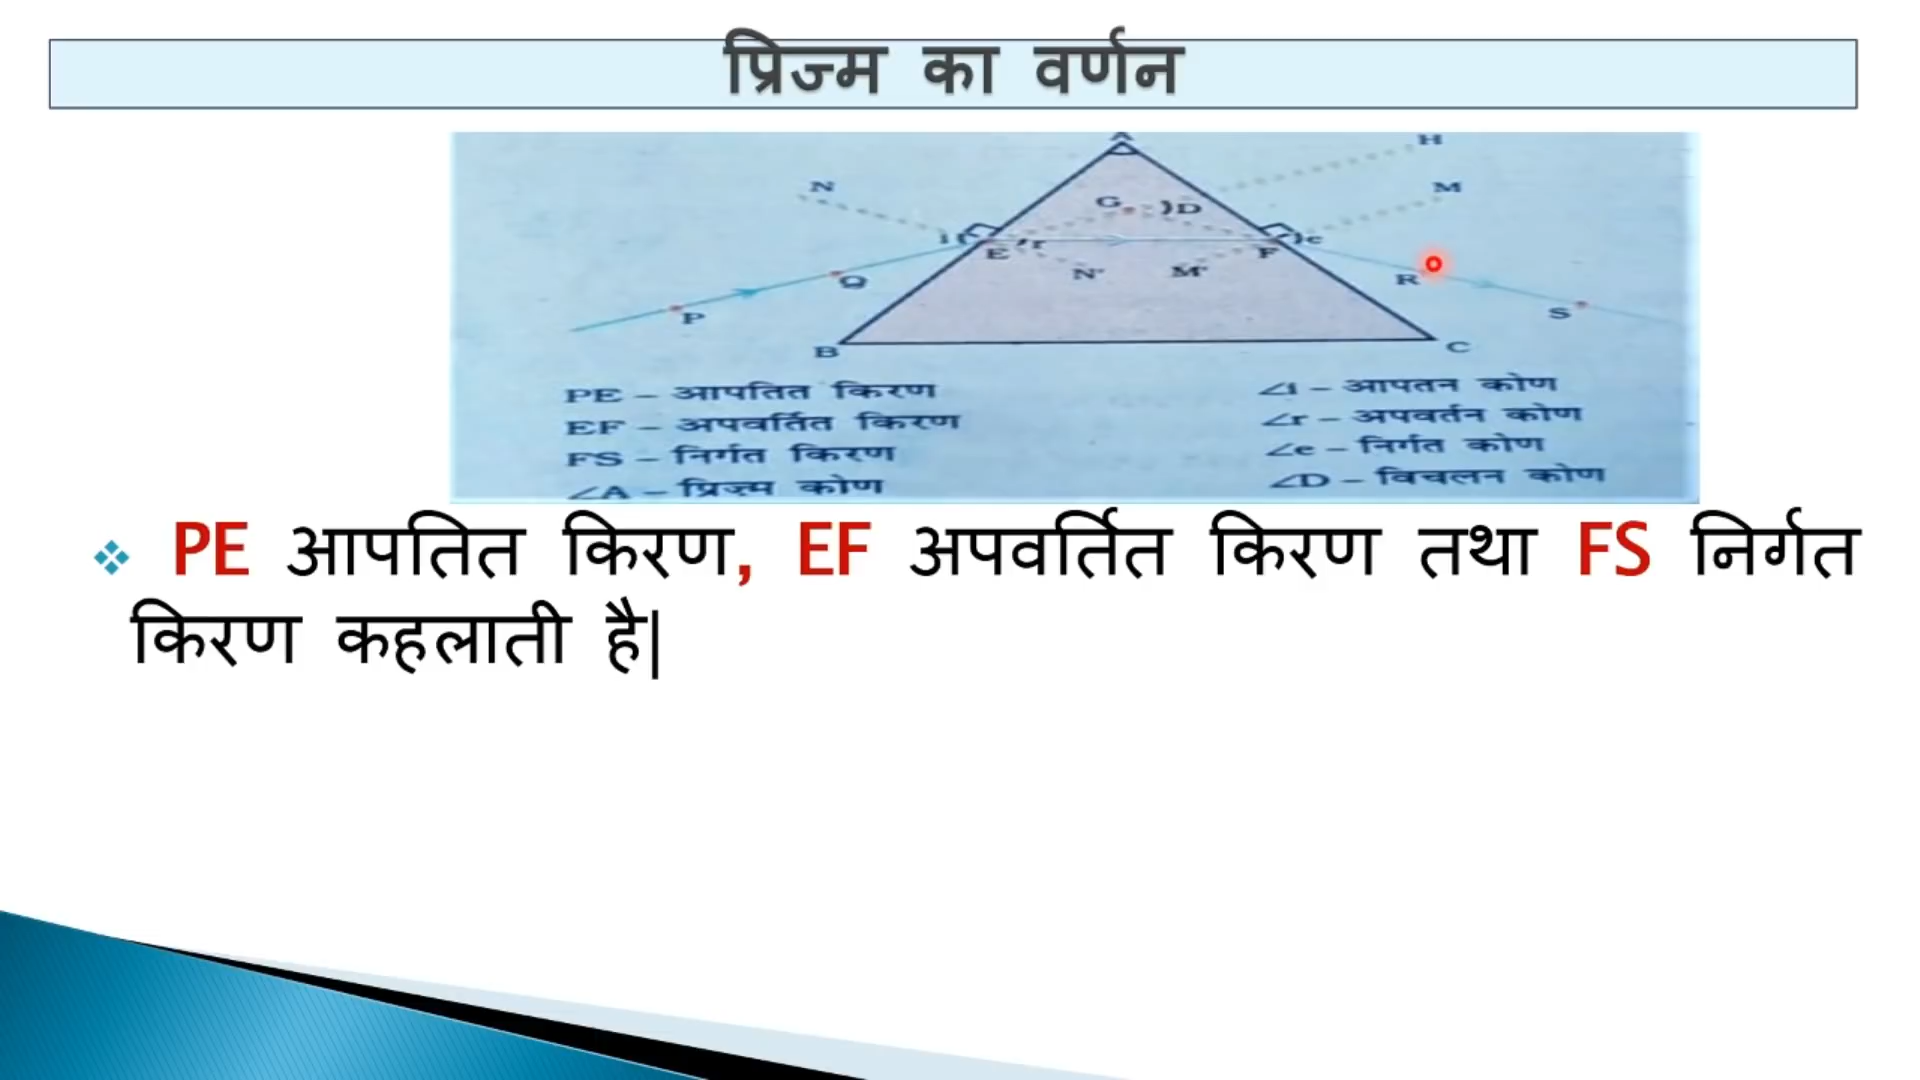 प्रिज्म का वर्णन
A
H
N
M
G
D
i
E
r
F
e
N'
M'
Q
R
P
S
B
C
PE – आपतित किरण
∠i – आपतन कोण
EF – अपवर्तित किरण
∠r – अपवर्तन कोण
FS – निर्गत किरण
∠e – निर्गत कोण
∠A – प्रिज़्म कोण
∠D – विचलन कोण
PE आपतित किरण, EF अपवर्तित किरण तथा FS निर्गत
किरण कहलाती है|